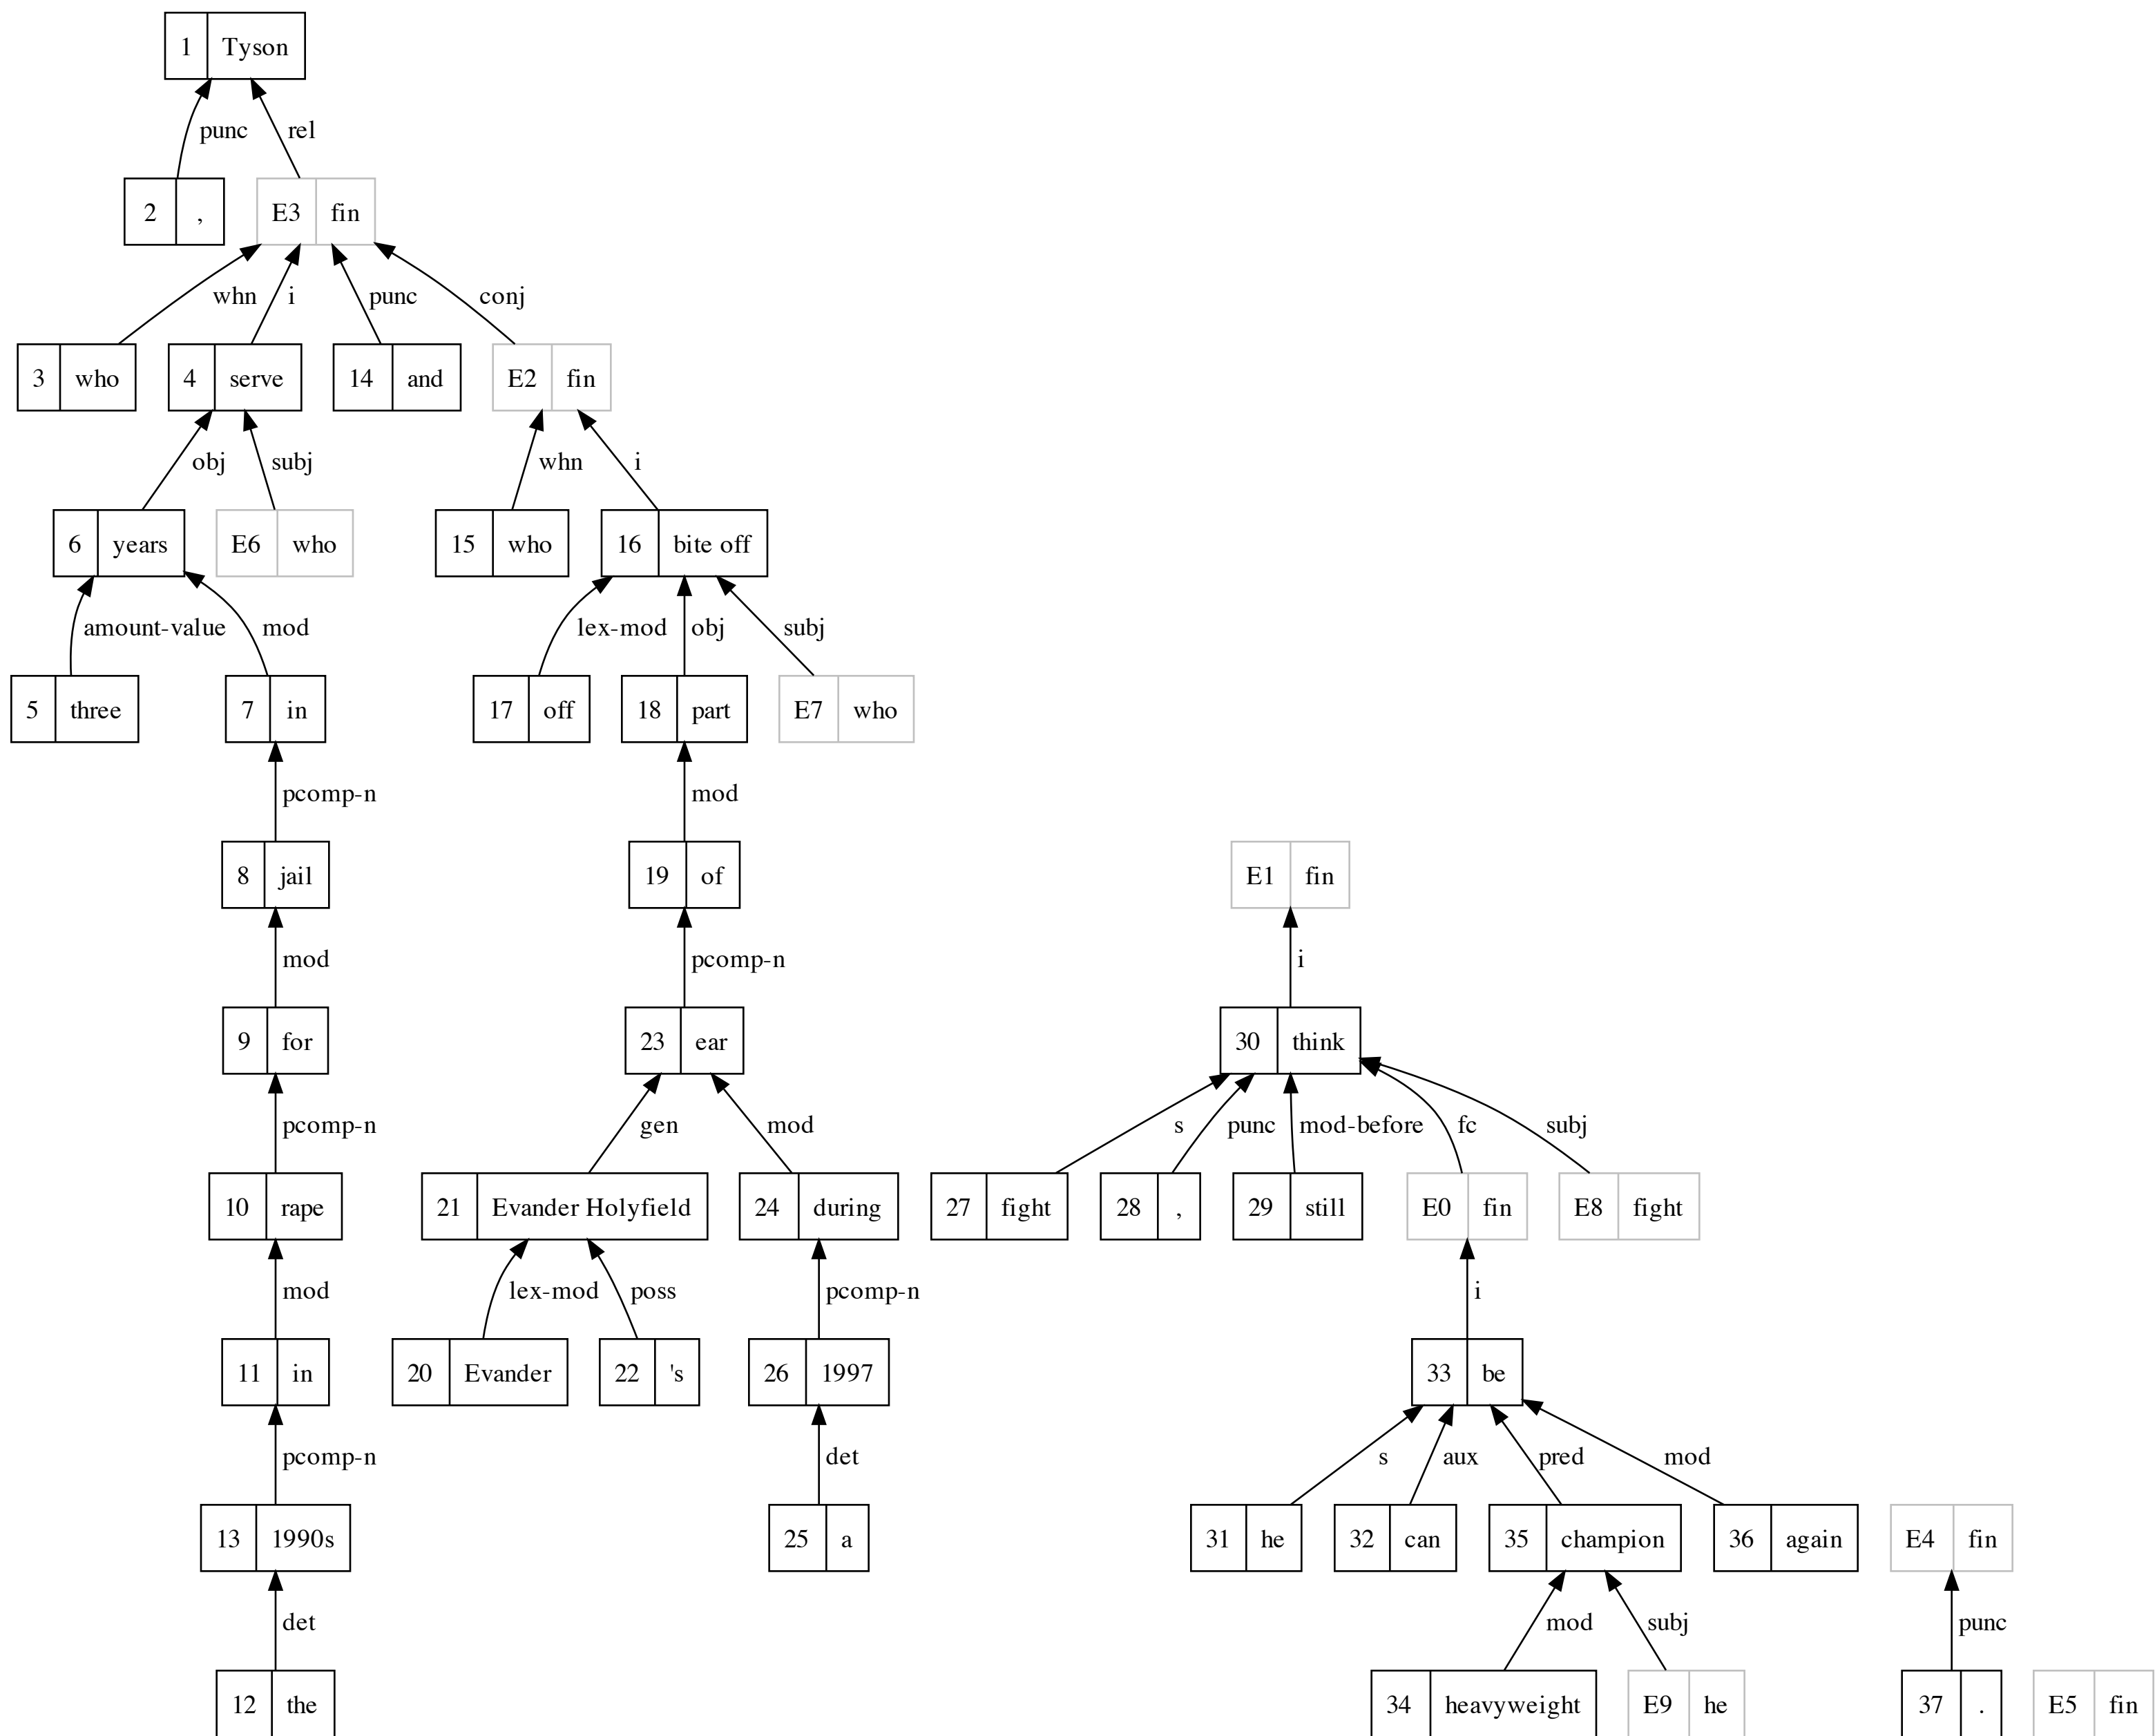 1 Tyson
punc rel
2 , E3 fin
whn i punc conj
3 who 4 serve 14 and E2 fin
obj subj whn i
6 years E6 who 15 who 16 bite off
amount-value mod lex-mod obj subj
5 three 7 in 17 off 18 part E7 who
pcomp-n mod
8 jail 19 of E1 fin
mod pcomp-n i
9 for 23 ear 30 think
pcomp-n gen mod s punc mod-before fc subj
10 rape 21 Evander Holyfield 24 during 27 fight 28 , 29 still E0 fin E8 fight
mod lex-mod poss pcomp-n i
11 in 20 Evander 22 's 26 1997 33 be
pcomp-n det s aux pred mod
13 1990s 25 a 31 he 32 can 35 champion 36 again E4 fin
det mod subj punc
12 the 34 heavyweight E9 he 37 . E5 fin